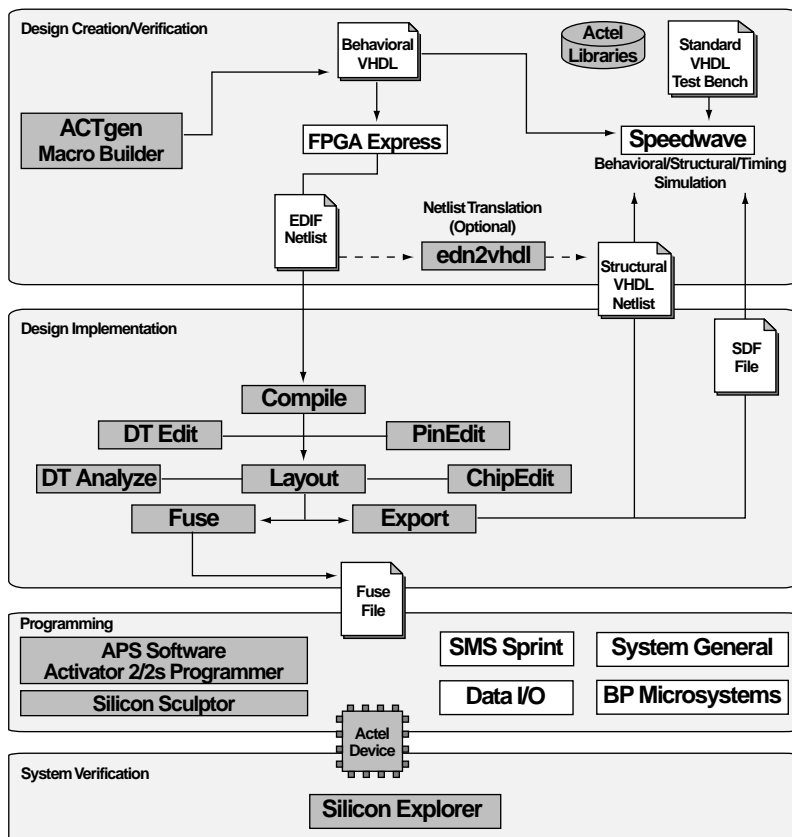 Design Creation/Verification
Behavioral
VHDL
Actel
Libraries
Standard
VHDL
Test Bench
ACTgen
Macro Builder
FPGA Express
Speedwave
Behavioral/Structural/Timing
Simulation
EDIF
Netlist
Netlist Translation
(Optional)
edn2vhdl
Structural
VHDL
Netlist
Design Implementation
SDF
File
Compile
DT Edit
PinEdit
DT Analyze
Layout
ChipEdit
Fuse
Export
Fuse
File
Programming
APS Software
Activator 2/2s Programmer
SMS Sprint
System General
Silicon Sculptor
Data I/O
BP Microsystems
Actel
Device
System Verification
Silicon Explorer